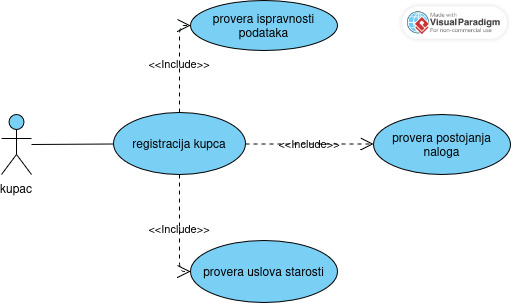 provera ispravnosti
podataka
Made with
Visual Paradigm
For non-commercial use
<<Include>>
registracija kupca
<<Include>>
provera postojanja
naloga
kupac
<<Include>>
provera uslova starosti